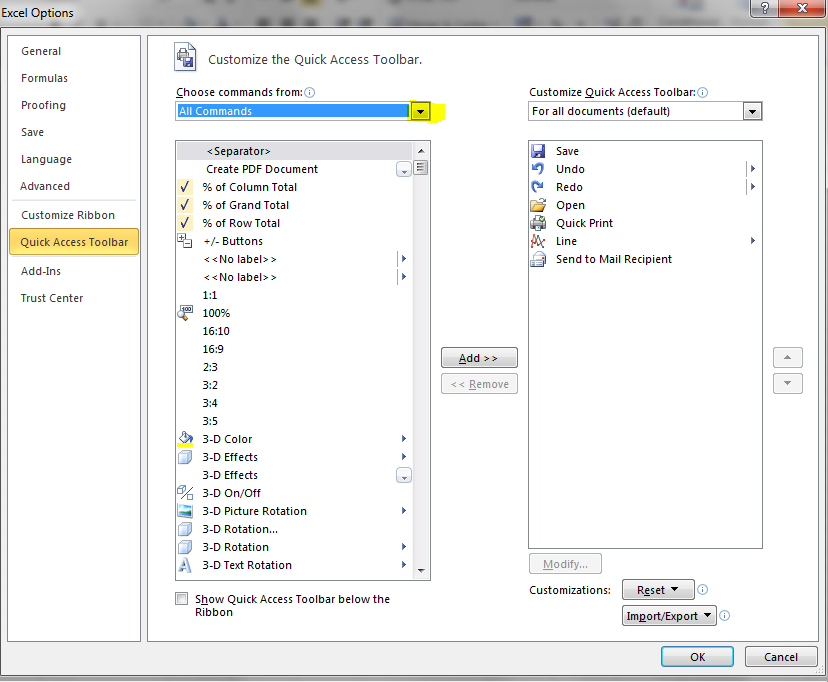 Excel Options
General
Formulas
Proofing
Save
Language
Advanced
Customize Ribbon
Quick Access Toolbar
Add-Ins
Trust Center
Customize the Quick Access Toolbar.
Choose commands from:
All Commands
<Separator>
Create PDF Document
% of Column Total
% of Grand Total
% of Row Total
+/- Buttons
<<No label>>
<<No label>>
1:1
100%
16:10
16:9
2:3
3:2
3:4
3:5
3-D Color
3-D Effects
3-D Effects
3-D On/Off
3-D Picture Rotation
3-D Rotation...
3-D Rotation
3-D Text Rotation
Show Quick Access Toolbar below the
Ribbon
Add >>
<< Remove
Customize Quick Access Toolbar:
For all documents (default)
Save
Undo
Redo
Open
Quick Print
Line
Send to Mail Recipient
Modify...
Customizations:
Reset
Import/Export
OK
Cancel